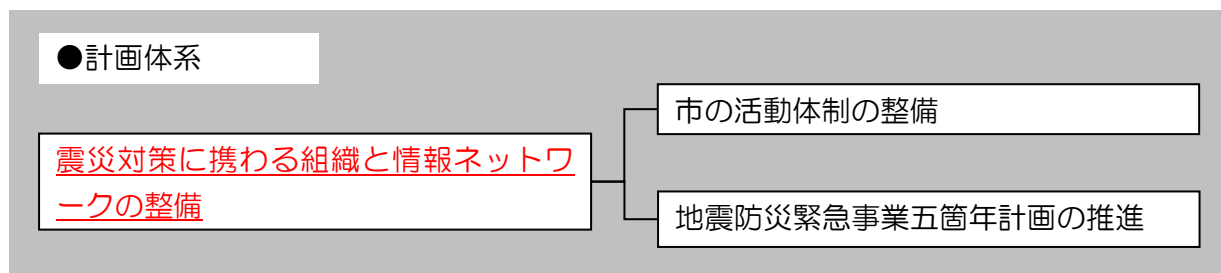 ●計画体系
市の活動体制の整備
震災対策に携わる組織と情報ネットワ
ークの整備
地震防災緊急事業五箇年計画の推進